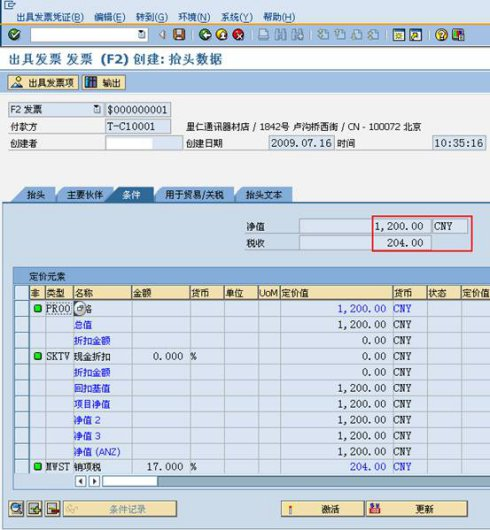 出具发票凭证(B) 编辑(E) 转到(G) 环境(N) 系统(Y) 帮助(H)
出具发票 发票 (F2) 创建: 抬头数据
出具发票项 输出
F2 发票 $000000001
付款方 T-C10001 里仁通讯器材店 / 1842号 卢沟桥西街 / CN - 100072 北京
创建者 创建日期 2009.07.16 时间 10:35:16
抬头 主要伙伴 条件 用于贸易/关税 抬头文本
净值 1,200.00 CNY
税收 204.00
定价元素
非 类型 名称 金额 货币 单位 UoM 定价值 货币 状态 定价值
PR00 格 1,200.00 CNY
总值 1,200.00 CNY
折扣金额 0.00 CNY
SKTV 现金折扣 0.000 % 0.00 CNY
折扣金额 0.00 CNY
回扣基值 1,200.00 CNY
项目净值 1,200.00 CNY
净值 2 1,200.00 CNY
净值 3 1,200.00 CNY
净值 (ANZ) 1,200.00 CNY
MWST 销项税 17.000 % 204.00 CNY
条件记录 激活 更新